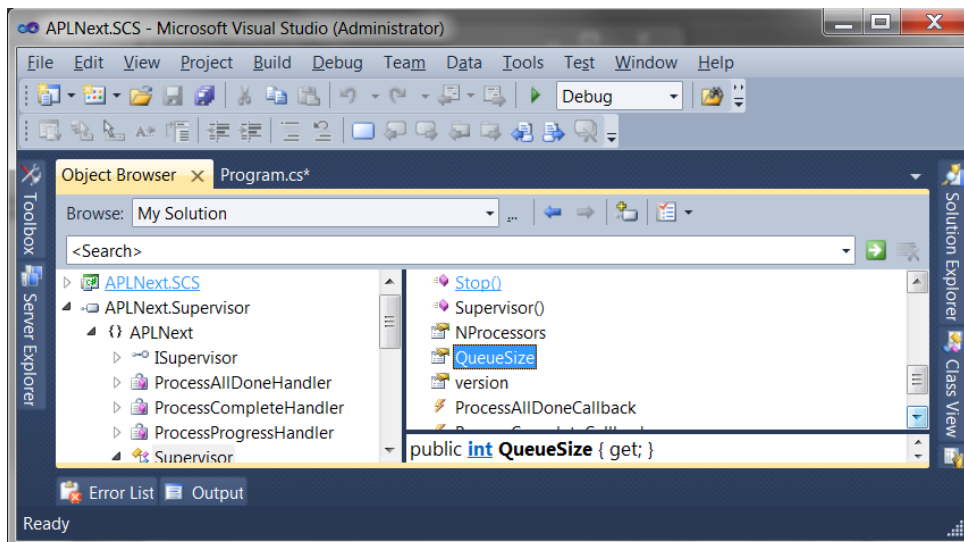 APLNext.SCS - Microsoft Visual Studio (Administrator)
File Edit View Project Build Debug Team Data Tools Test Window Help
Debug
Object Browser Program.cs*
Toolbox
Server Explorer
Browse: My Solution ...
<Search>
APLNext.SCS
APLNext.Supervisor
{} APLNext
ISupervisor
ProcessAllDoneHandler
ProcessCompleteHandler
ProcessProgressHandler
Supervisor
Stop()
Supervisor()
NProcessors
QueueSize
version
ProcessAllDoneCallback
public int QueueSize { get; }
Solution Explorer
Class View
Error List Output
Ready